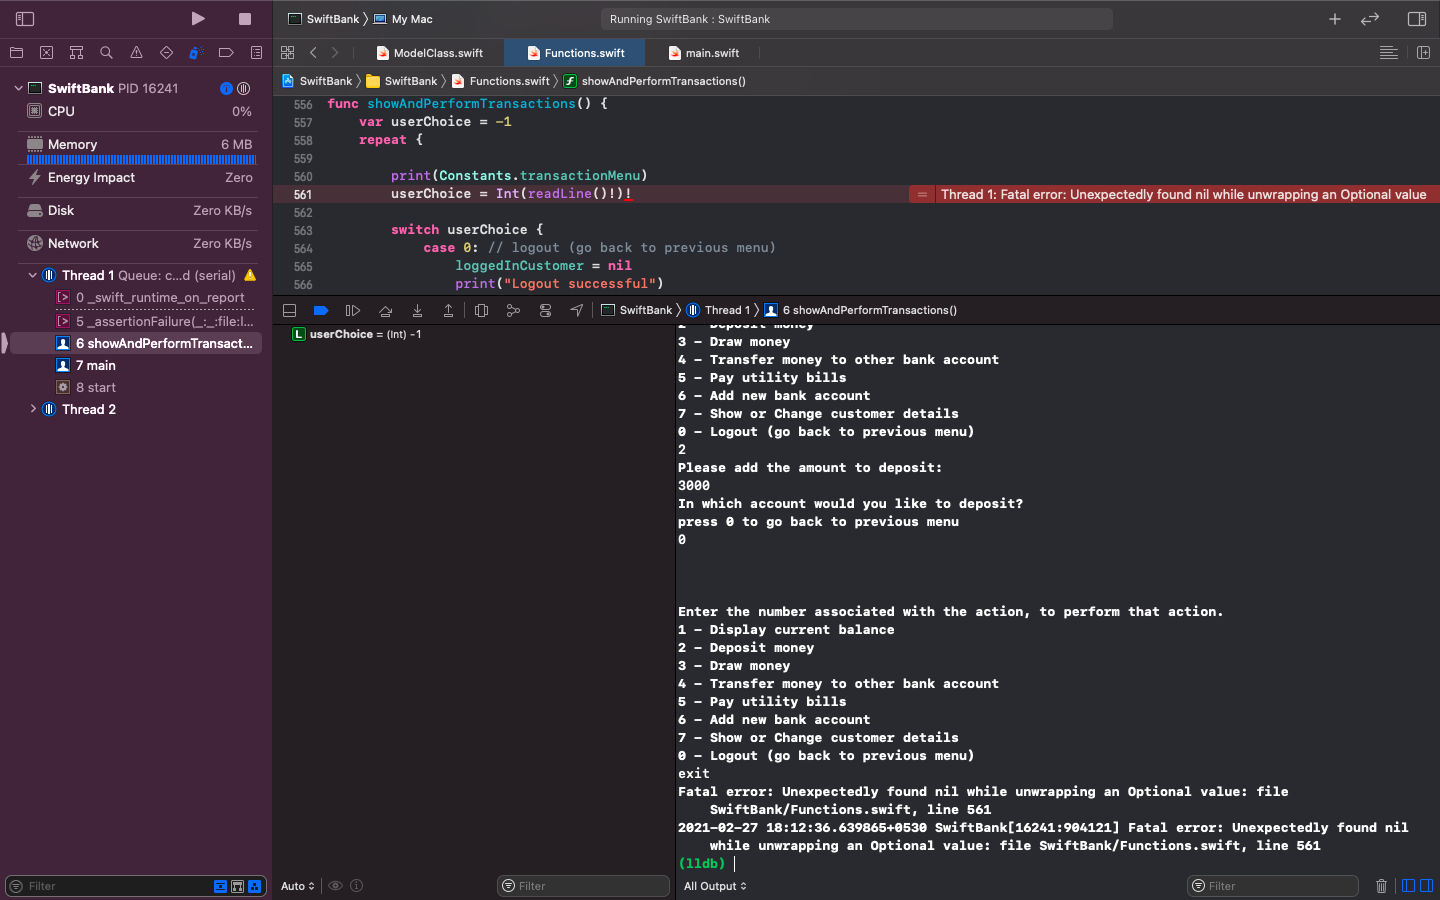 SwiftBank
My Mac
Running SwiftBank : SwiftBank
ModelClass.swift
Functions.swift
main.swift
SwiftBank
SwiftBank
Functions.swift
showAndPerformTransactions()
SwiftBank PID 16241
CPU 0%
Memory 6 MB
Energy Impact Zero
Disk Zero KB/s
Network Zero KB/s
Thread 1 Queue: c...d (serial)
0 _swift_runtime_on_report
5 _assertionFailure(_:_:file:l...
6 showAndPerformTransact...
7 main
8 start
Thread 2
Filter
556 func showAndPerformTransactions() {
557 var userChoice = -1
558 repeat {
559
560 print(Constants.transactionMenu)
561 userChoice = Int(readLine()!)!
Thread 1: Fatal error: Unexpectedly found nil while unwrapping an Optional value
562
563 switch userChoice {
564 case 0: // logout (go back to previous menu)
565 loggedInCustomer = nil
566 print("Logout successful")
SwiftBank
Thread 1
6 showAndPerformTransactions()
L userChoice = (Int) -1
2 - Deposit money
3 - Draw money
4 - Transfer money to other bank account
5 - Pay utility bills
6 - Add new bank account
7 - Show or Change customer details
0 - Logout (go back to previous menu)
2
Please add the amount to deposit:
3000
In which account would you like to deposit?
press 0 to go back to previous menu
0
Enter the number associated with the action, to perform that action.
1 - Display current balance
2 - Deposit money
3 - Draw money
4 - Transfer money to other bank account
5 - Pay utility bills
6 - Add new bank account
7 - Show or Change customer details
0 - Logout (go back to previous menu)
exit
Fatal error: Unexpectedly found nil while unwrapping an Optional value: file
SwiftBank/Functions.swift, line 561
2021-02-27 18:12:36.639865+0530 SwiftBank[16241:904121] Fatal error: Unexpectedly found nil
while unwrapping an Optional value: file SwiftBank/Functions.swift, line 561
(lldb)
Auto
Filter
All Output
Filter